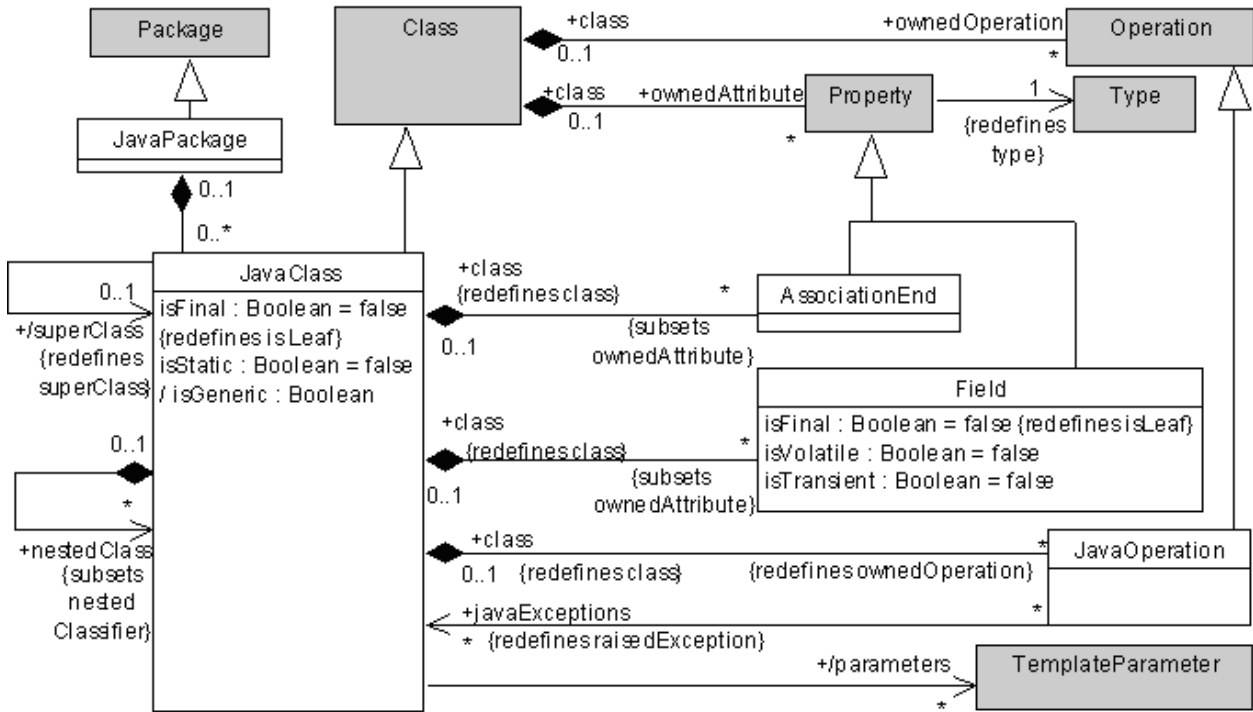 Package
Class
+class
0..1
+ownedOperation
*
Operation
+class
0..1
+ownedAttribute
*
Property
1
{redefines
type}
Type
JavaPackage
0..1
0..*
0..1
+/superClass
{redefines
superClass}
JavaClass
isFinal : Boolean = false
{redefines isLeaf}
isStatic : Boolean = false
/ isGeneric : Boolean
+class
{redefines class}
0..1
*
{subsets
ownedAttribute}
AssociationEnd
+class
{redefines class}
0..1
*
{subsets
ownedAttribute}
Field
isFinal : Boolean = false {redefines isLeaf}
isVolatile : Boolean = false
isTransient : Boolean = false
0..1
*
+nestedClass
{subsets
nested
Classifier}
+class
0..1
{redefines class}
*
{redefines ownedOperation}
JavaOperation
+javaExceptions
*
* {redefines raisedException}
+/parameters
*
TemplateParameter